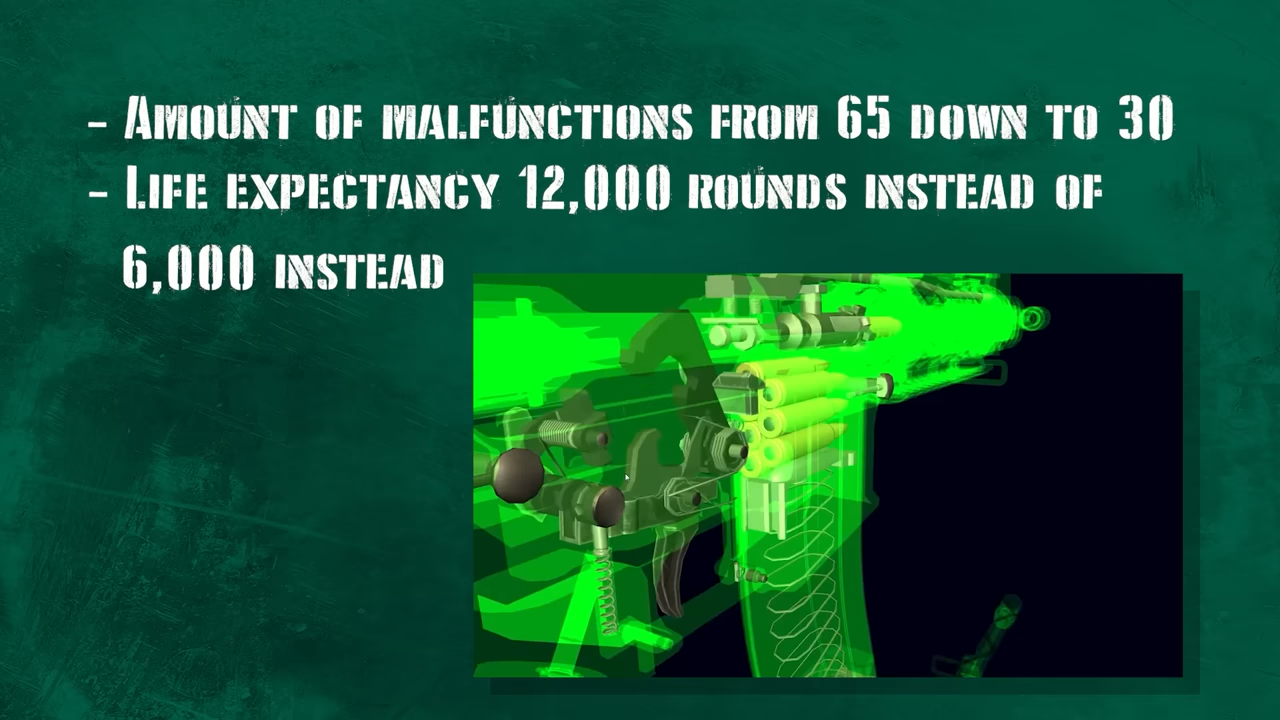 - Amount of malfunctions from 65 down to 30
- Life expectancy 12,000 rounds instead of
6,000 instead